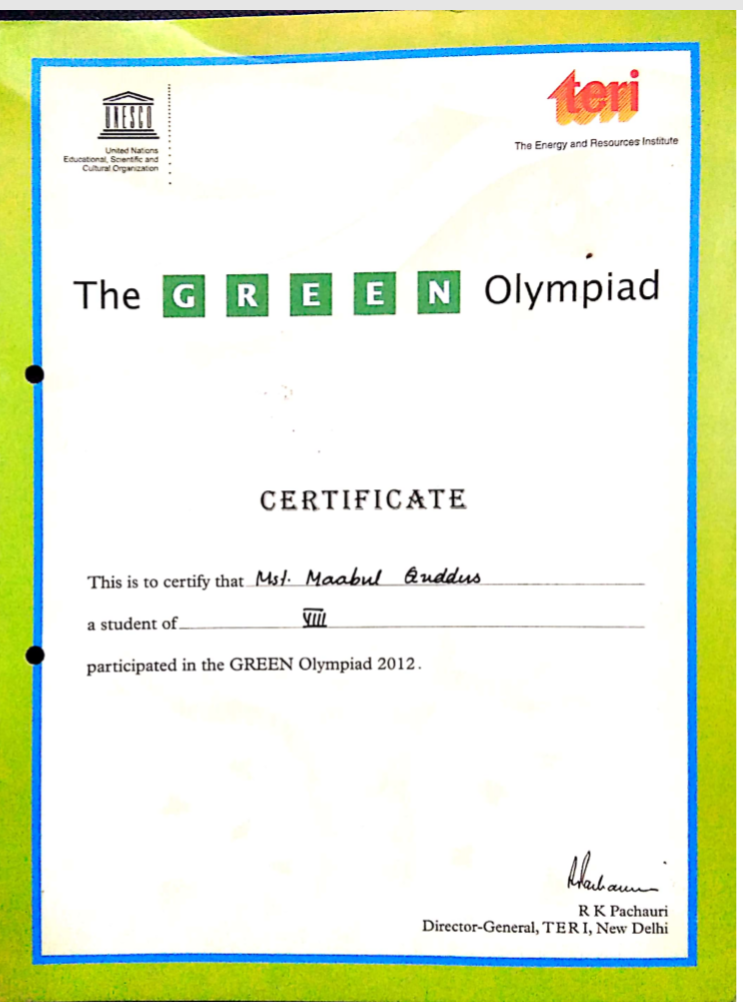 UNESCO
United Nations
Educational, Scientific and
Cultural Organization
teri
The Energy and Resources Institute
The GREEN Olympiad
CERTIFICATE
This is to certify that Mst. Maabul Quddus
a student of VIII
participated in the GREEN Olympiad 2012.
R K Pachauri
Director-General, TERI, New Delhi